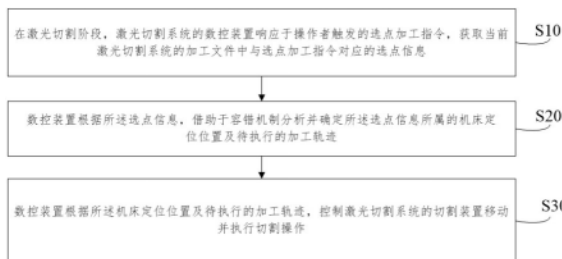 在激光切割阶段，激光切割系统的数控装置响应于操作者触发的选点加工指令，获取当前
激光切割系统的加工文件中与选点加工指令对应的选点信息
S10
数控装置根据所述选点信息，借助于容错机制分析并确定所述选点信息所属的机床定
位位置及待执行的加工轨迹
S20
数控装置根据所述机床定位位置及待执行的加工轨迹，控制激光切割系统的切割装置移动
并执行切割操作
S30